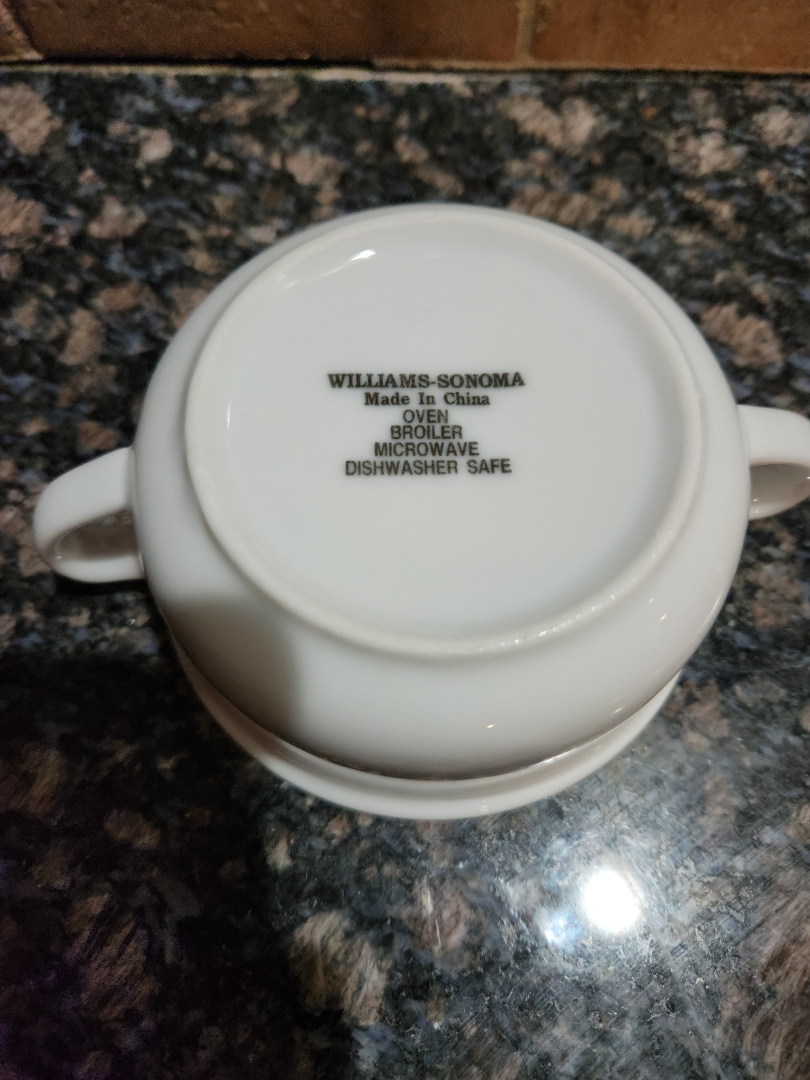 WILLIAMS-SONOMA
Made In China
OVEN
BROILER
MICROWAVE
DISHWASHER SAFE